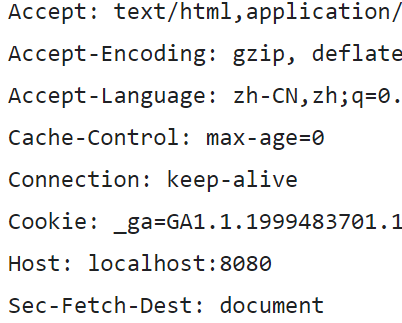 Accept: text/html,application/
Accept-Encoding: gzip, deflate
Accept-Language: zh-CN,zh;q=0.
Cache-Control: max-age=0
Connection: keep-alive
Cookie: _ga=GA1.1.1999483701.1
Host: localhost:8080
Sec-Fetch-Dest: document